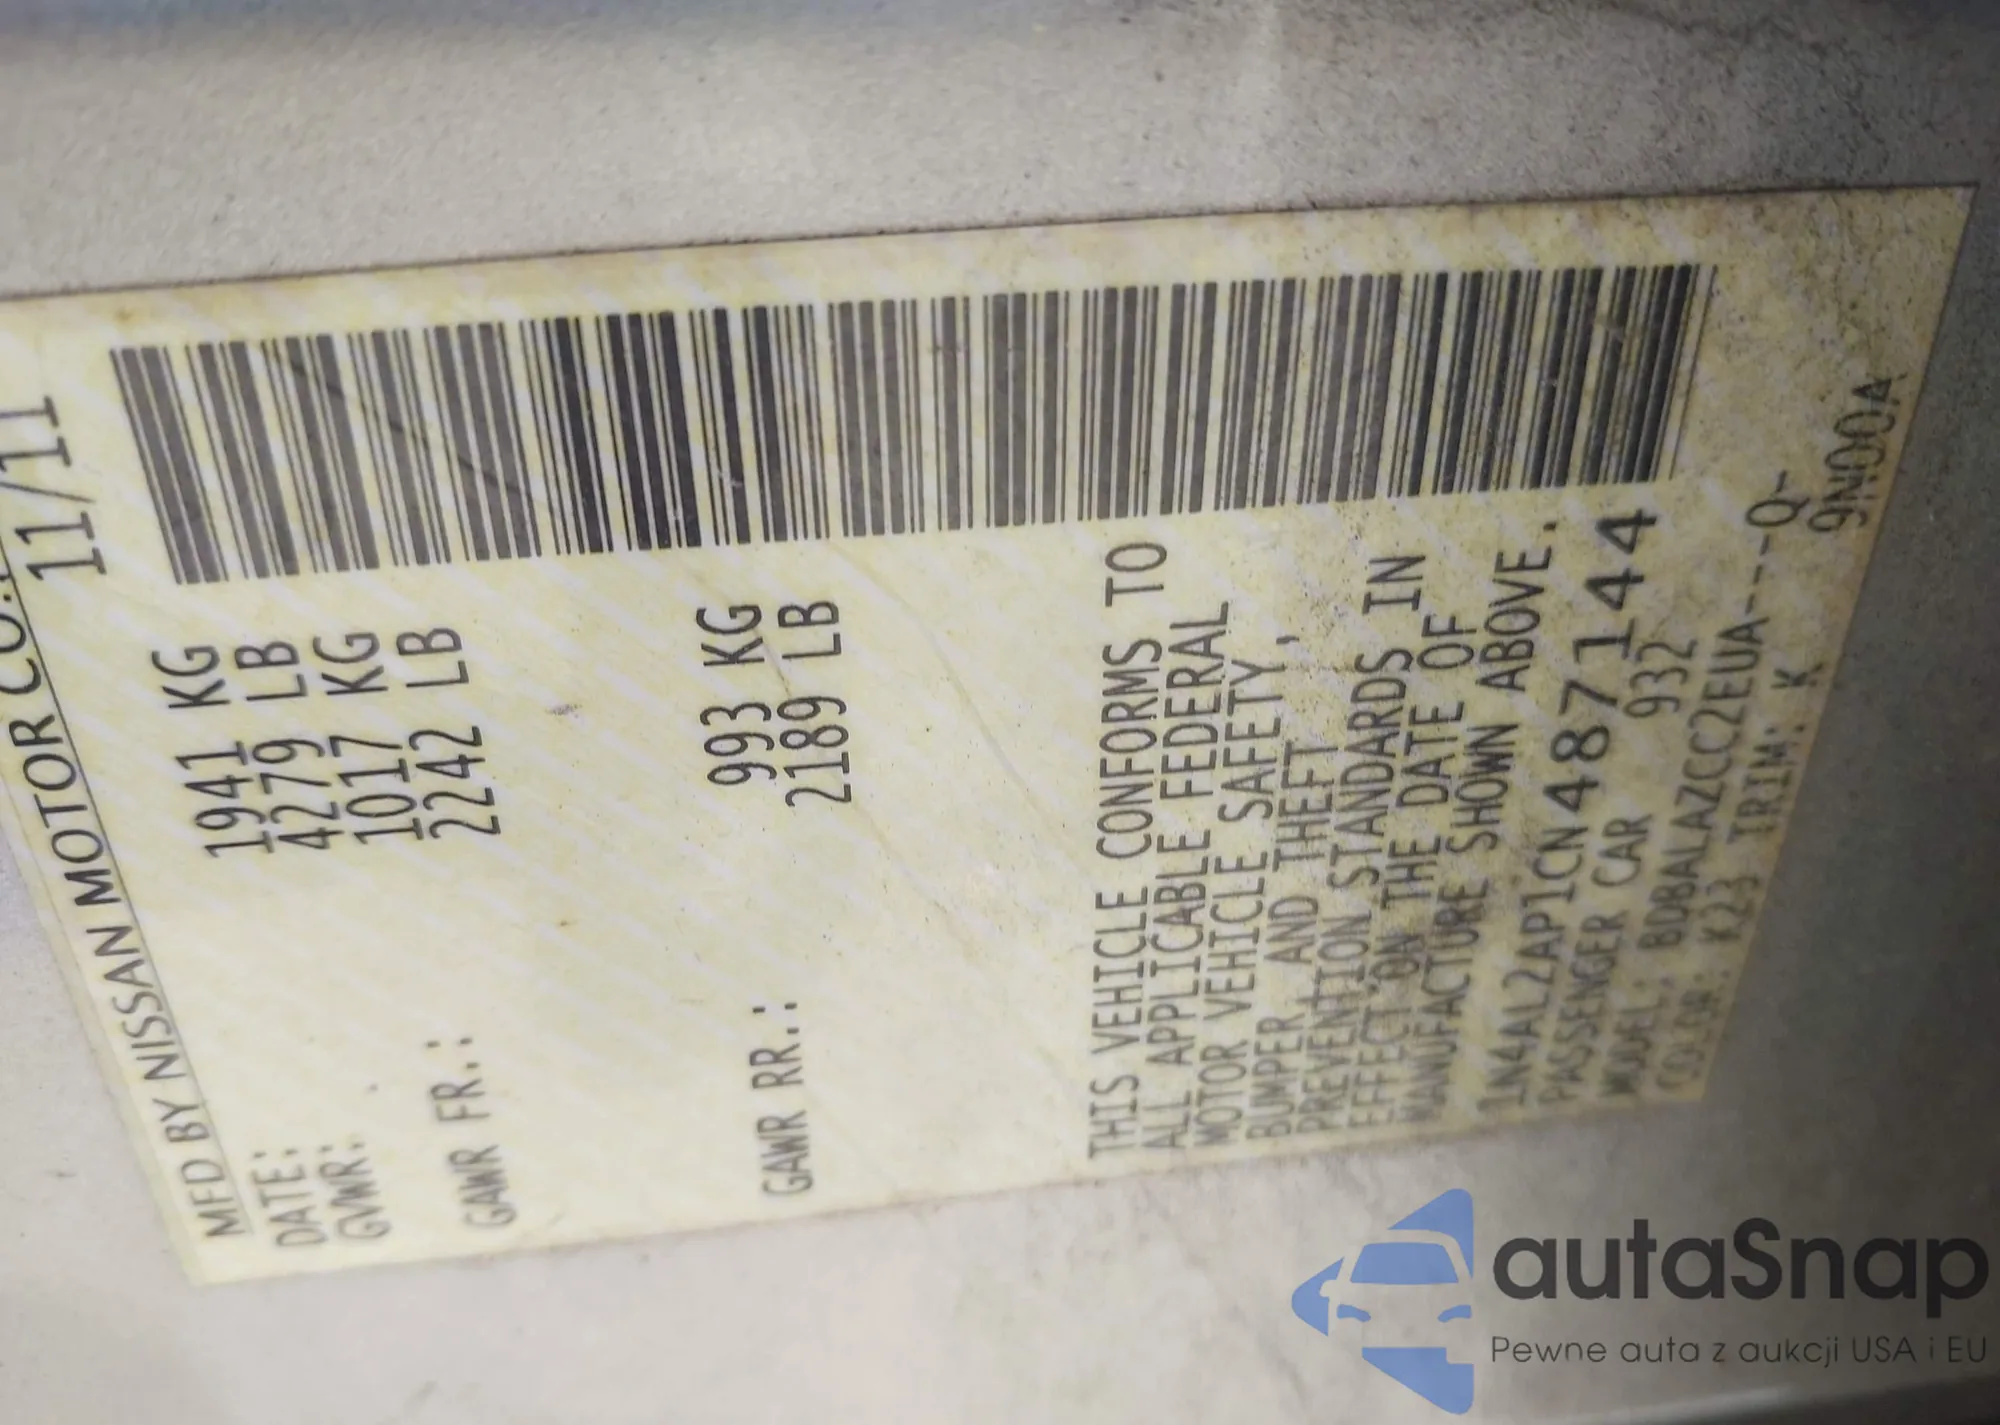 MFD BY NISSAN MOTOR CO.,
DATE: 11/11
GVWR: 1941 KG
4279 LB
GAWR FR.: 1017 KG
2242 LB
GAWR RR.: 993 KG
2189 LB
THIS VEHICLE CONFORMS TO
ALL APPLICABLE FEDERAL
MOTOR VEHICLE SAFETY,
BUMPER, AND THEFT
PREVENTION STANDARDS IN
EFFECT ON THE DATE OF
MANUFACTURE SHOWN ABOVE.
1N4AL2AP1CN487144
PASSENGER CAR 932
MODEL: BDBALAZCC2EUA----Q-
COLOR: K23 TRIM: K
9N00A
autaSnap
Pewne auta z aukcji USA i EU